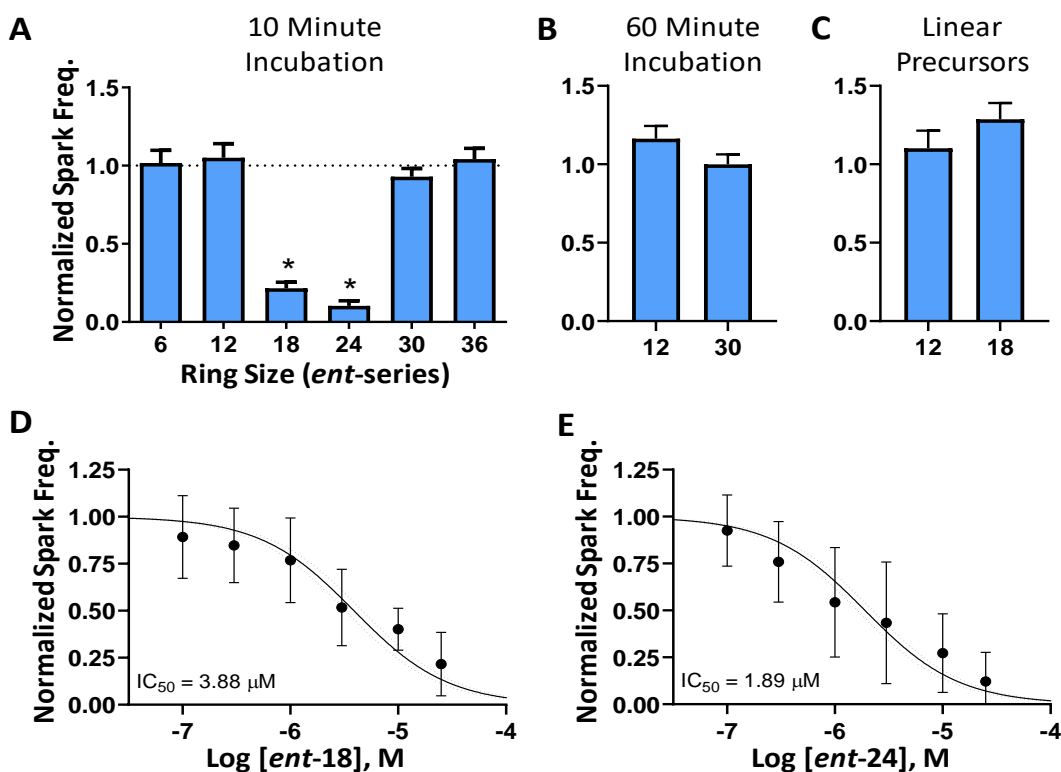 A
10 Minute
Incubation
Normalized Spark Freq.
1.5
1.0
0.5
0.0
*
*
6 12 18 24 30 36
Ring Size (ent-series)
B
60 Minute
Incubation
1.5
1.0
0.5
0.0
12 30
C
Linear
Precursors
1.5
1.0
0.5
0.0
12 18
D
Normalized Spark Freq.
1.25
1.00
0.75
0.50
0.25
0.00
IC50 = 3.88 μM
-7 -6 -5 -4
Log [ent-18], M
E
Normalized Spark Freq.
1.25
1.00
0.75
0.50
0.25
0.00
IC50 = 1.89 μM
-7 -6 -5 -4
Log [ent-24], M